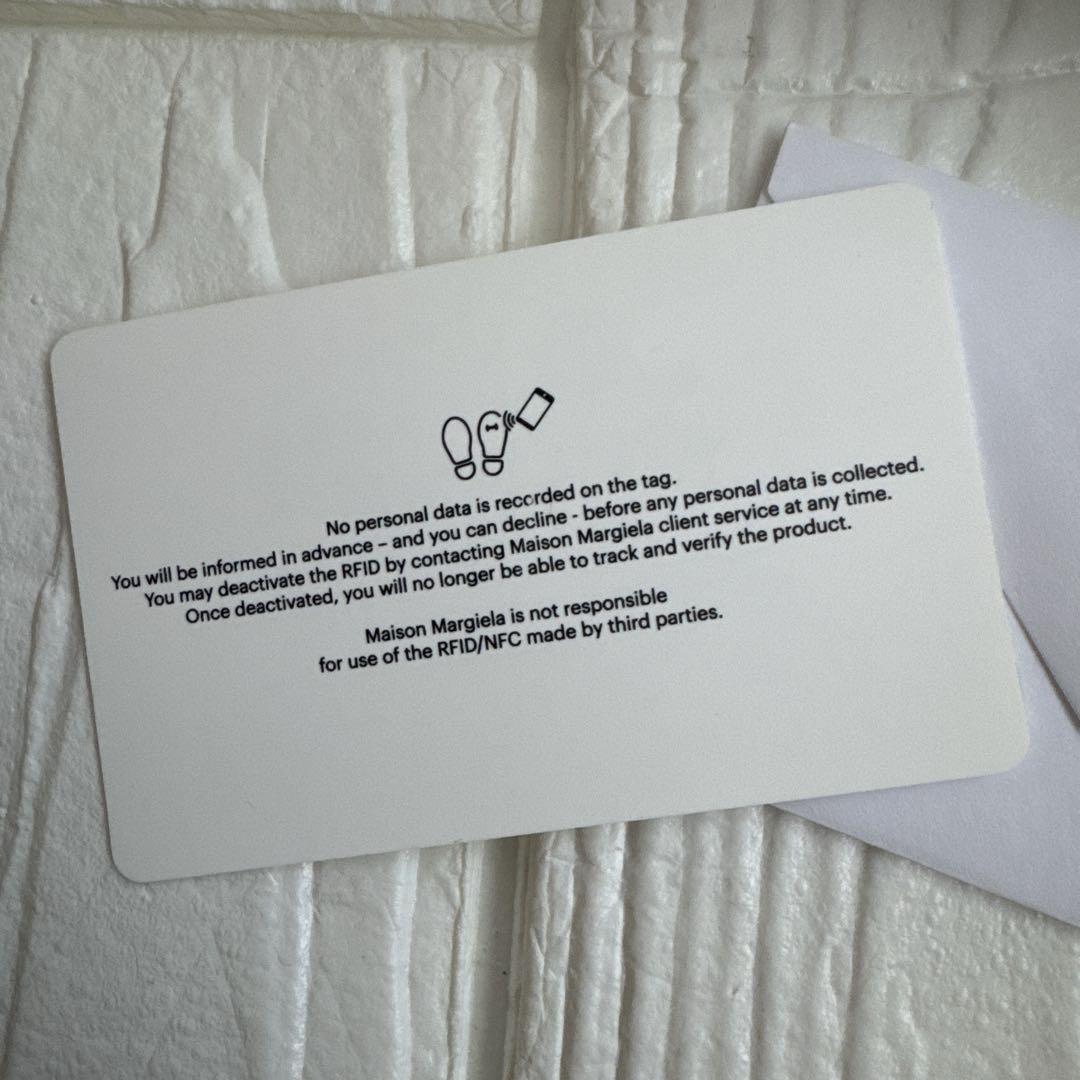 No personal data is recorded on the tag.
You will be informed in advance – and you can decline - before any personal data is collected.
You may deactivate the RFID by contacting Maison Margiela client service at any time.
Once deactivated, you will no longer be able to track and verify the product.
Maison Margiela is not responsible
for use of the RFID/NFC made by third parties.